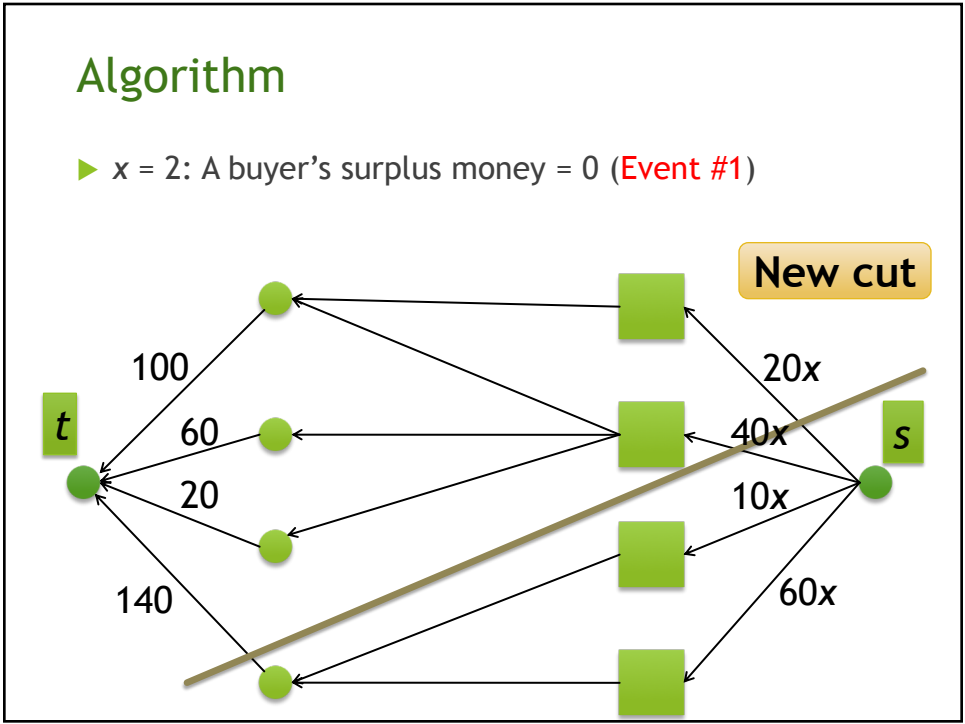 Algorithm
x = 2: A buyer’s surplus money = 0 (Event #1)
New cut
100
20x
t
60
40x
s
20
10x
140
60x